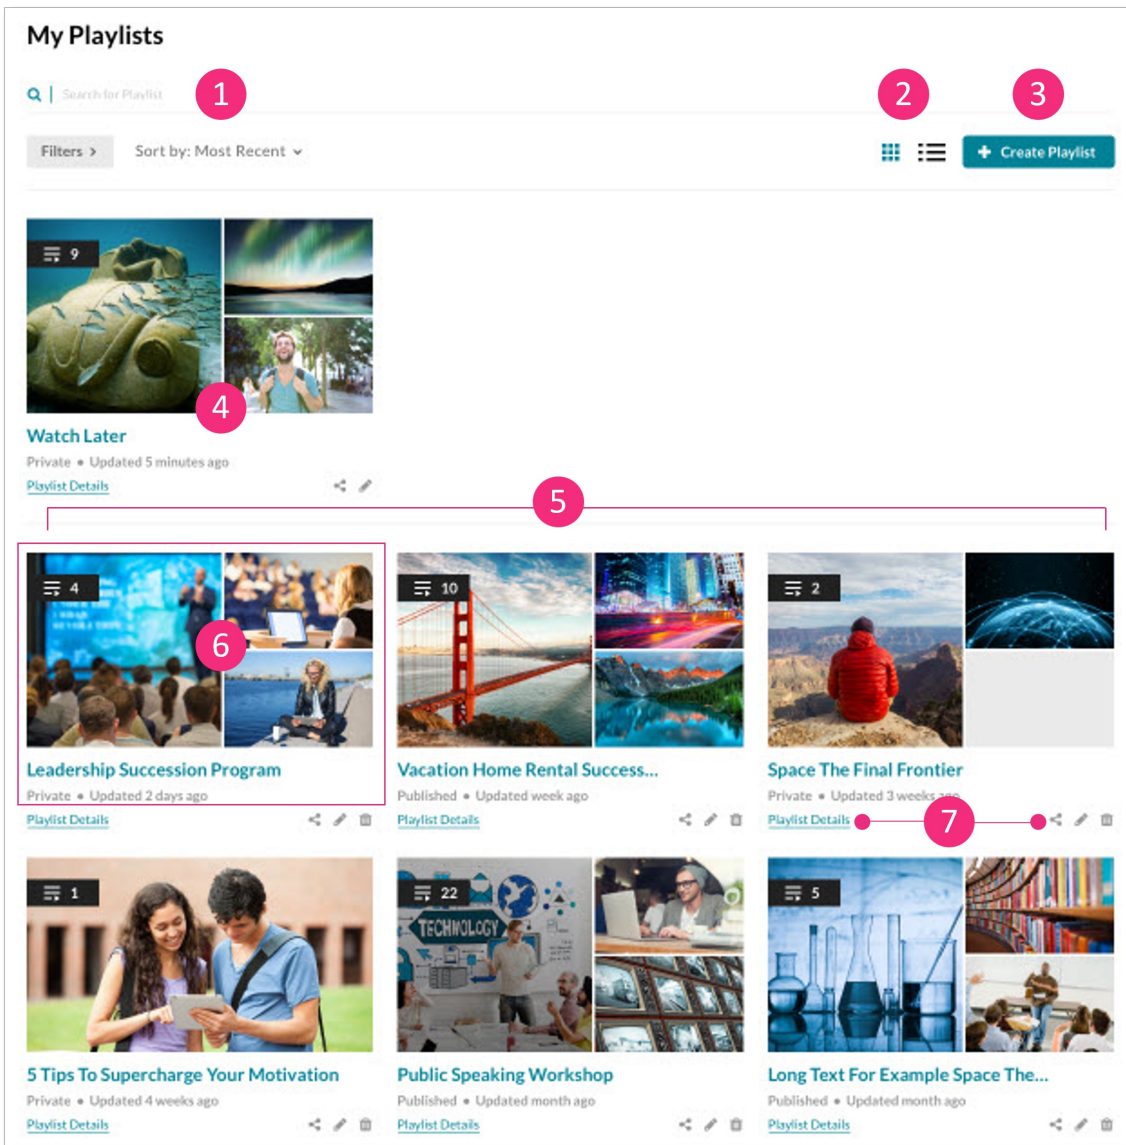 My Playlists
Search for Playlist
1
2
3
Filters >
Sort by: Most Recent
+ Create Playlist
9
4
Watch Later
Private • Updated 5 minutes ago
Playlist Details
5
4
10
2
6
Leadership Succession Program
Vacation Home Rental Success...
Space The Final Frontier
Private • Updated 2 days ago
Published • Updated week ago
Private • Updated 3 weeks ago
Playlist Details
Playlist Details
Playlist Details
7
1
22
5
TECHNOLOGY
5 Tips To Supercharge Your Motivation
Public Speaking Workshop
Long Text For Example Space The...
Private • Updated 4 weeks ago
Published • Updated month ago
Published • Updated month ago
Playlist Details
Playlist Details
Playlist Details